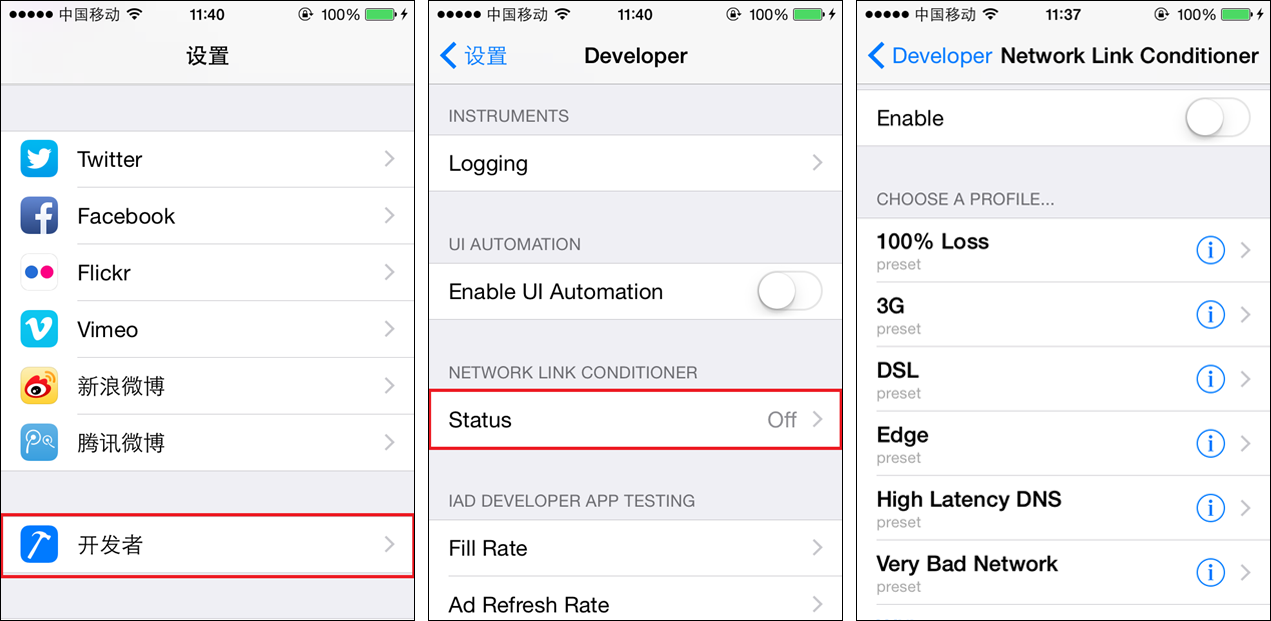 中国移动 11:40 100%
设置
Twitter
Facebook
Flickr
Vimeo
新浪微博
腾讯微博
开发者
中国移动 11:40 100%
设置 Developer
INSTRUMENTS
Logging
UI AUTOMATION
Enable UI Automation
NETWORK LINK CONDITIONER
Status Off
IAD DEVELOPER APP TESTING
Fill Rate
Ad Refresh Rate
中国移动 11:37 100%
Developer Network Link Conditioner
Enable
CHOOSE A PROFILE...
100% Loss
preset
3G
preset
DSL
preset
Edge
preset
High Latency DNS
preset
Very Bad Network
preset